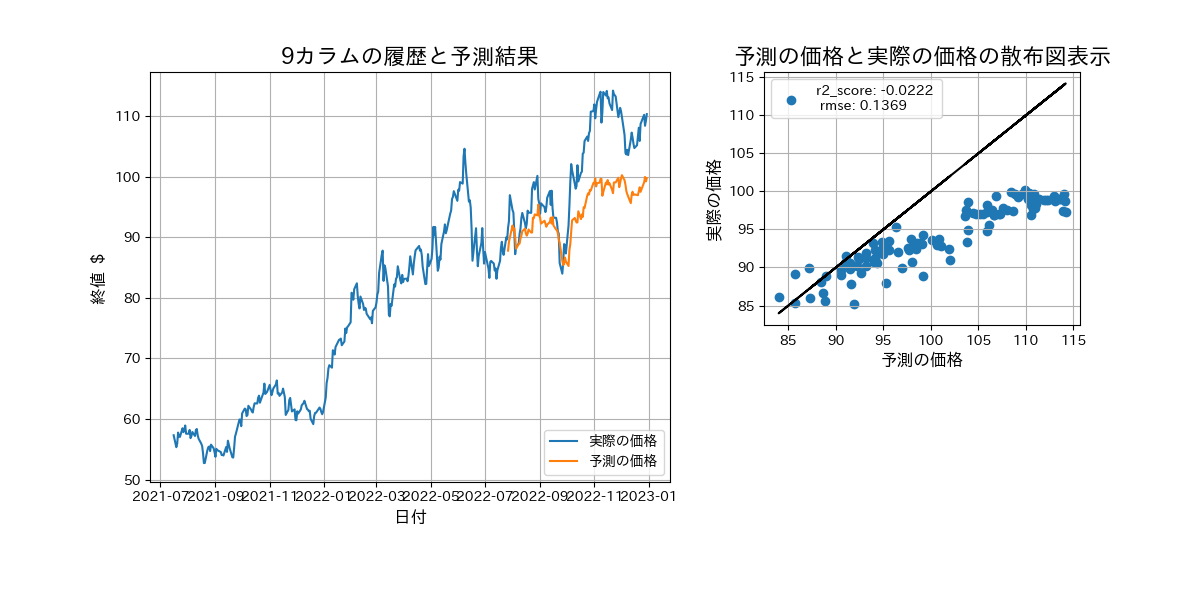 9カラムの履歴と予測結果
110
100
90
80
70
60
50
終値 $
2021-07 2021-09 2021-11 2022-01 2022-03 2022-05 2022-07 2022-09 2022-11 2023-01
日付
実際の価格
予測の価格
予測の価格と実際の価格の散布図表示
r2_score: -0.0222
rmse: 0.1369
115
110
105
100
95
90
85
実際の価格
85 90 95 100 105 110 115
予測の価格